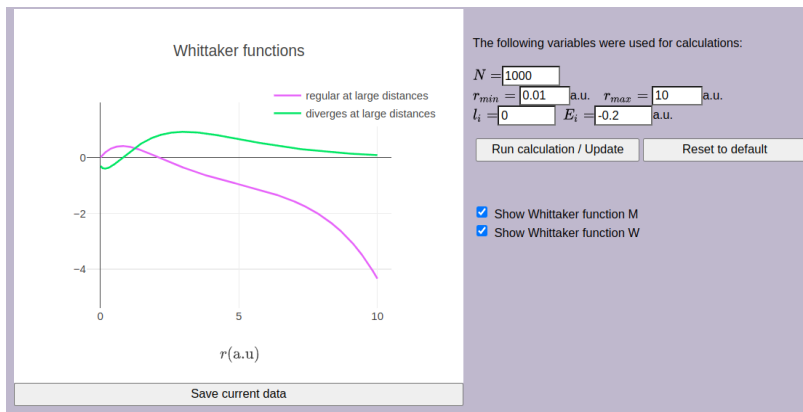 Whittaker functions
regular at large distances
diverges at large distances
0
−2
−4
0 5 10
r(a.u)
Save current data
The following variables were used for calculations:
N = 1000
r_min = 0.01 a.u. r_max = 10 a.u.
l_i = 0 E_i = -0.2 a.u.
Run calculation / Update Reset to default
Show Whittaker function M
Show Whittaker function W